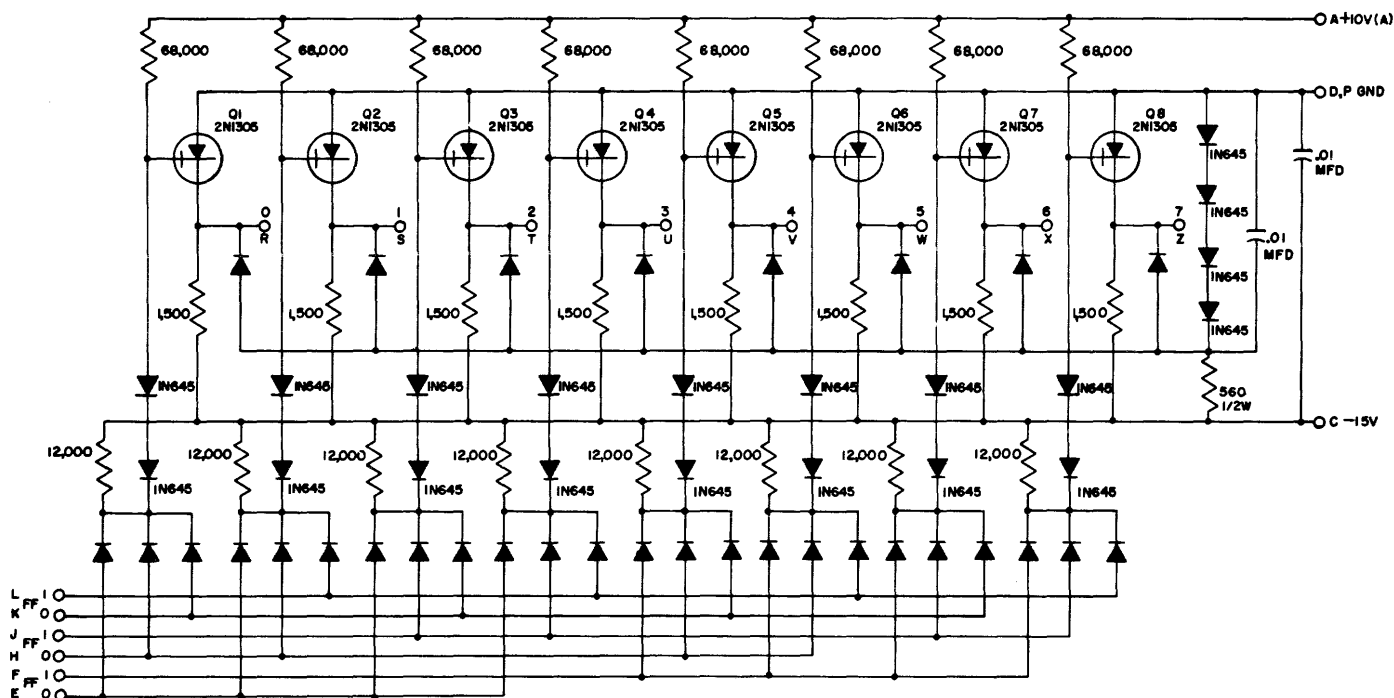 A+10V(A)
68,000 68,000 68,000 68,000 68,000 68,000 68,000 68,000
D,P GND
Q1 Q2 Q3 Q4 Q5 Q6 Q7 Q8
2N1305 2N1305 2N1305 2N1305 2N1305 2N1305 2N1305 2N1305
1N645
.01
MFD
1N645
0 1 2 3 4 5 6 7
R S T U V W X Z
.01
MFD
1N645
1,500 1,500 1,500 1,500 1,500 1,500 1,500 1,500
1N645
1N645 1N645 1N645 1N645 1N645 1N645 1N645 1N645
560
1/2W
C -15V
12,000 12,000 12,000 12,000 12,000 12,000 12,000 12,000
1N645 1N645 1N645 1N645 1N645 1N645 1N645 1N645
L FF 1
K 0
J FF 1
H 0
F FF 1
E 0